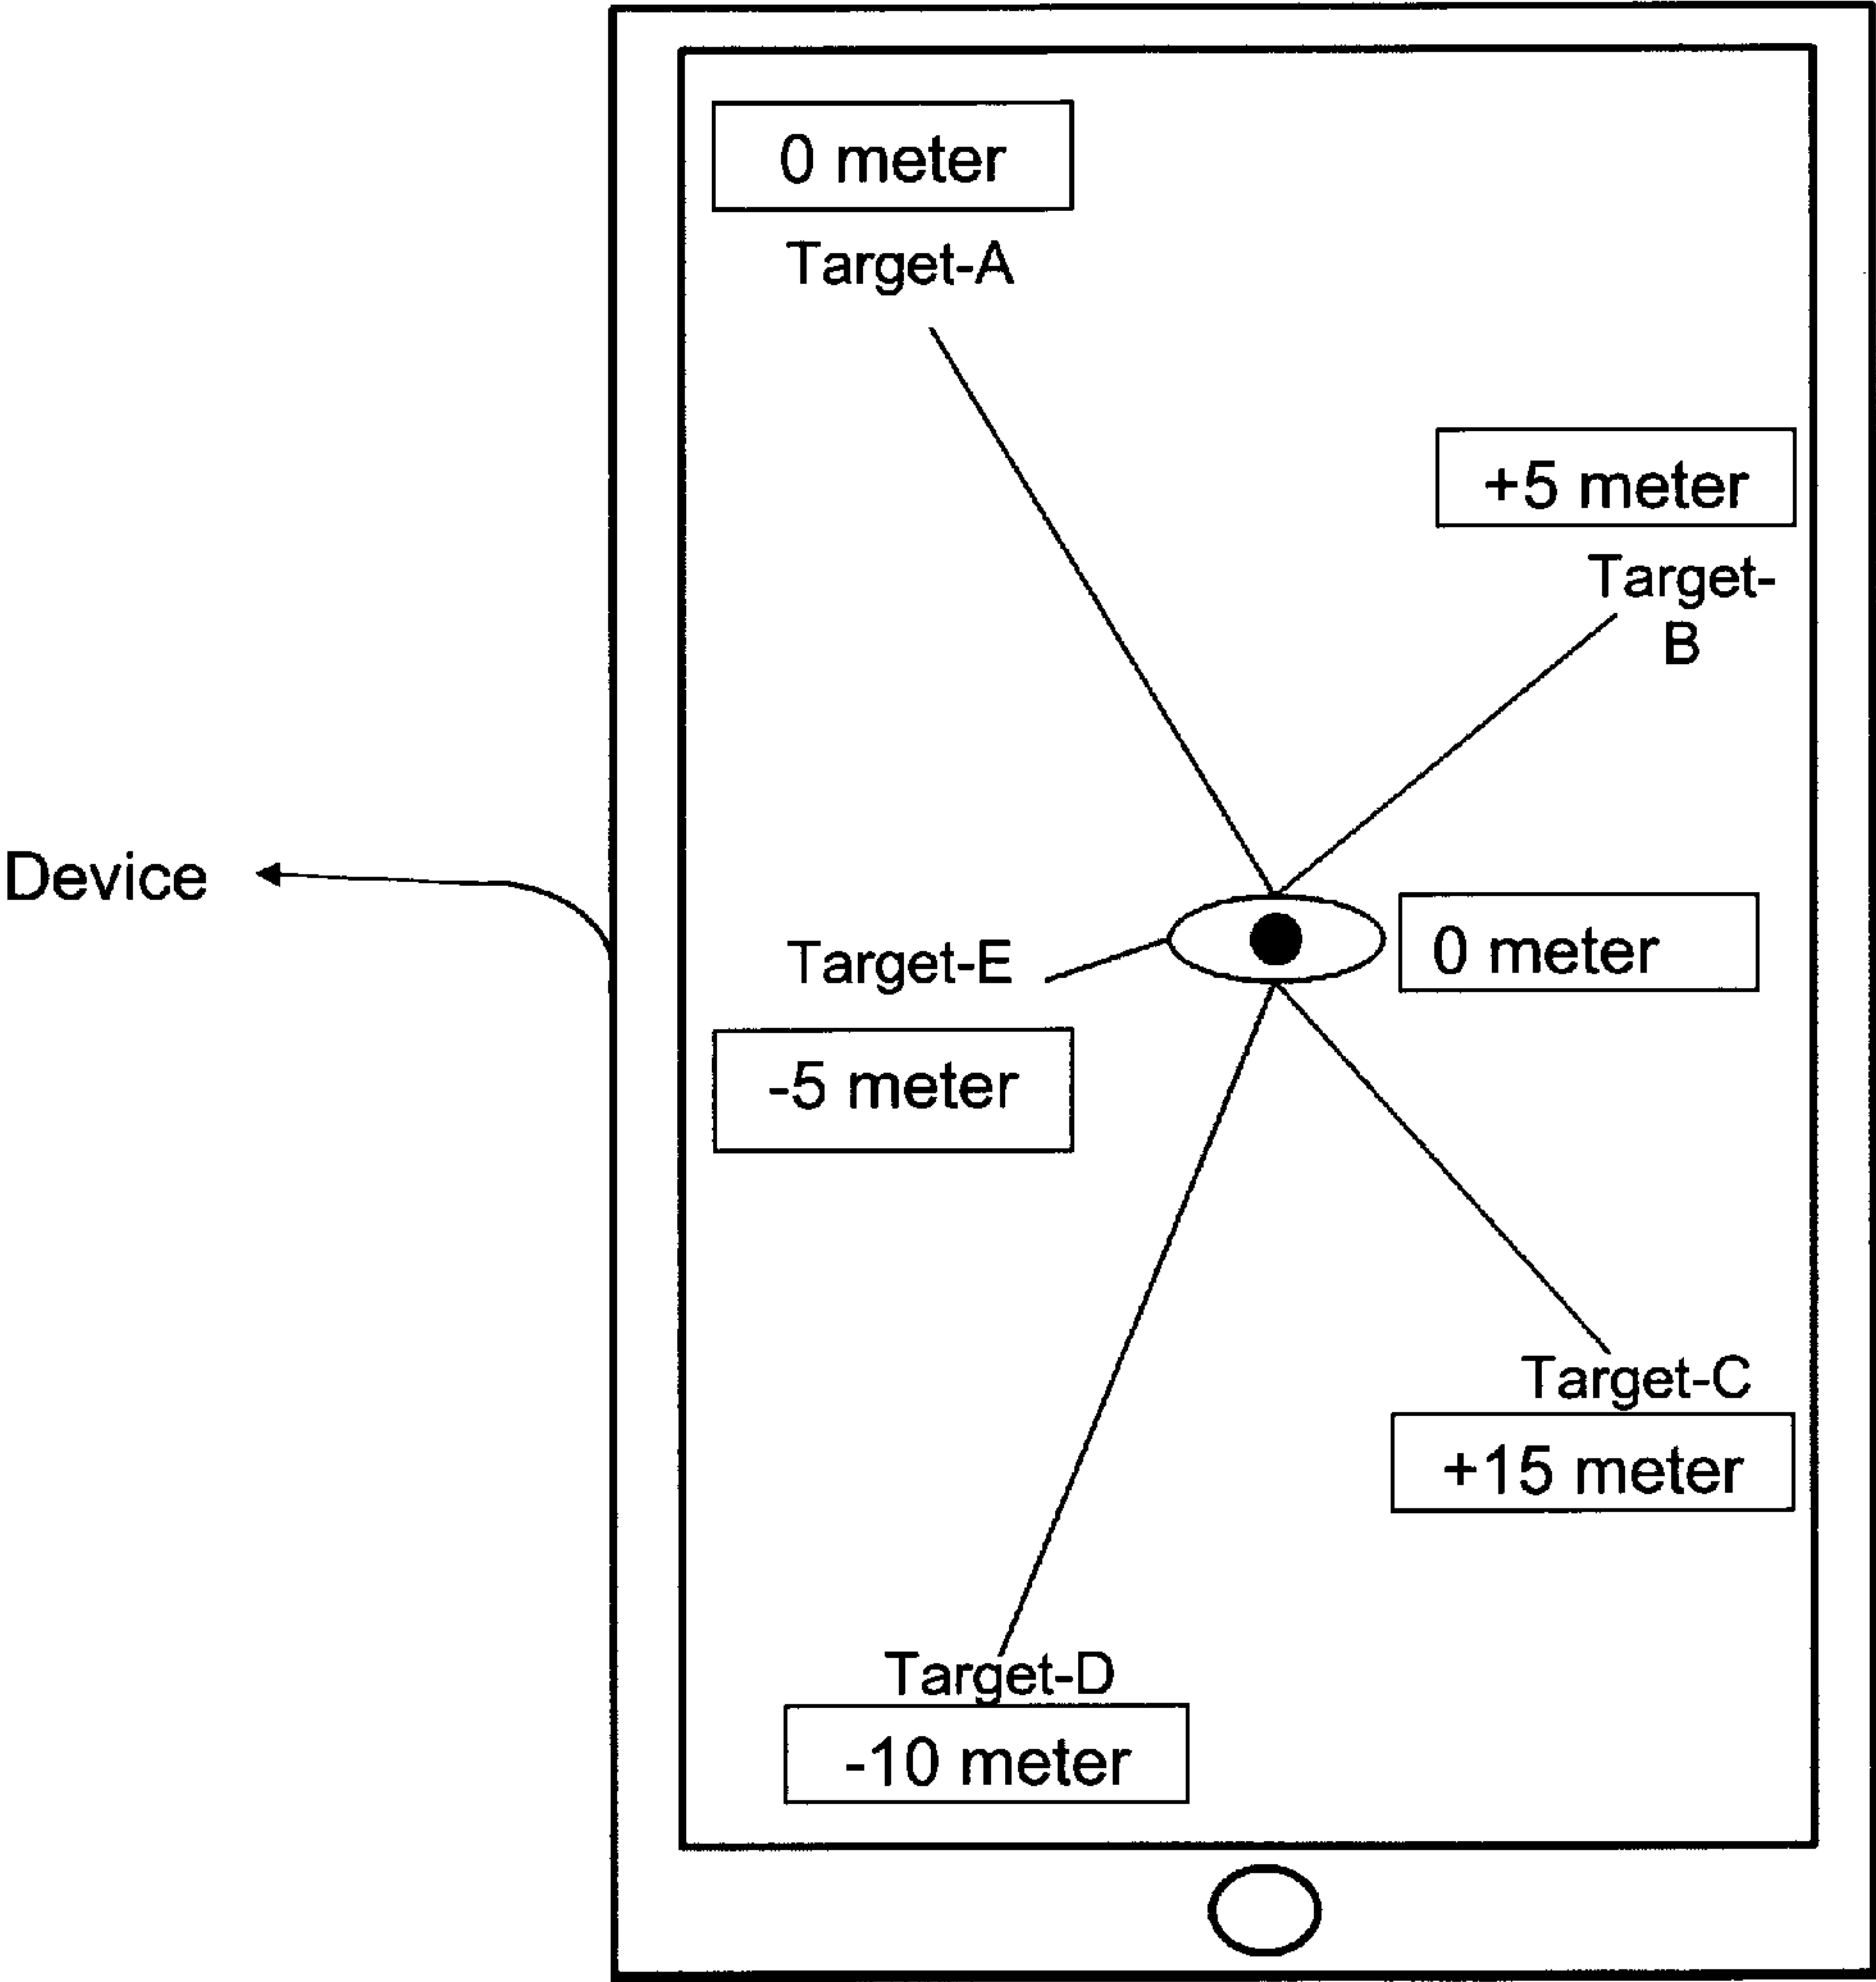 0 meter
Target-A
+5 meter
Target-
B
Device
Target-E
0 meter
-5 meter
Target-C
+15 meter
Target-D
-10 meter